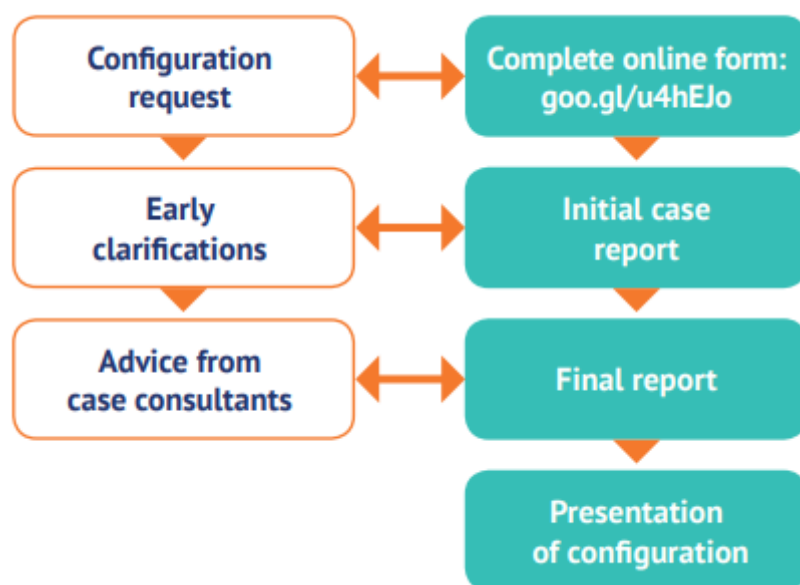 Configuration
request
Complete online form:
goo.gl/u4hEJo
Early
clarifications
Initial case
report
Advice from
case consultants
Final report
Presentation
of configuration